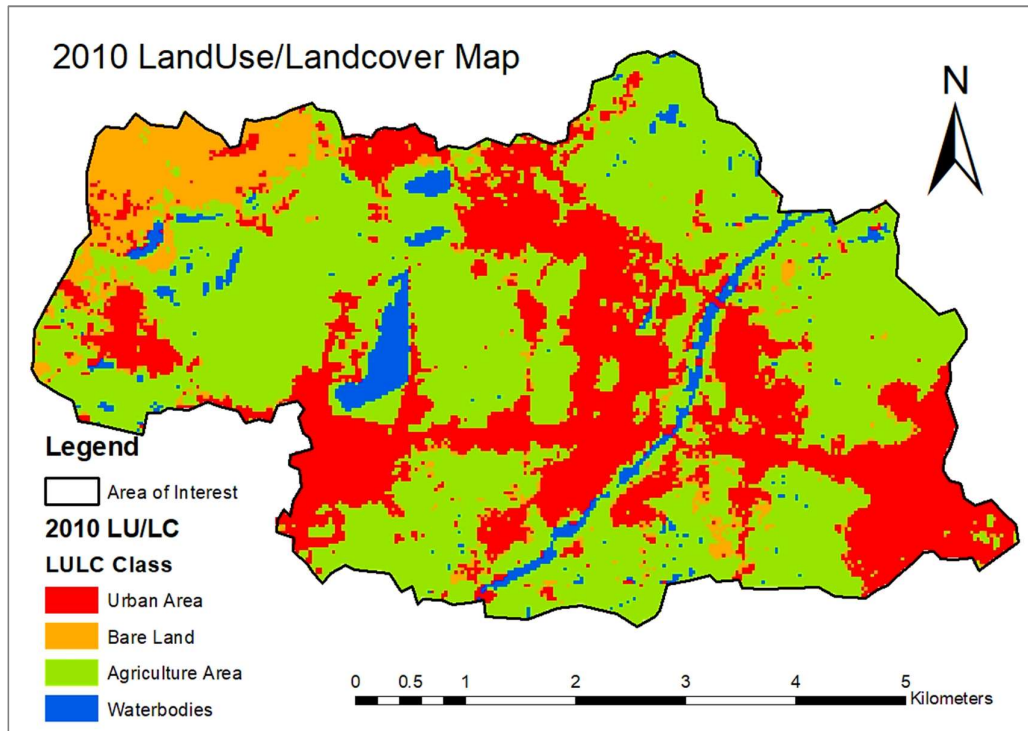 2010 LandUse/Landcover Map
N
Legend
Area of Interest
2010 LU/LC
LULC Class
Urban Area
Bare Land
Agriculture Area
Waterbodies
0 0.5 1 2 3 4 5
Kilometers